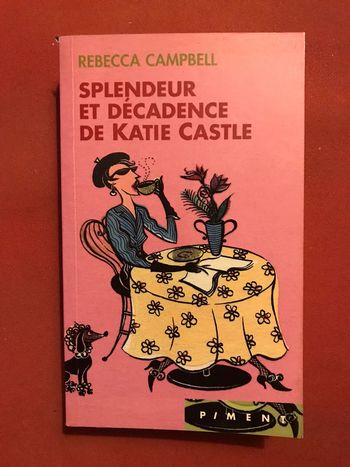 REBECCA CAMPBELL
SPLENDEUR
ET DÉCADENCE
DE KATIE CASTLE
PIMENT